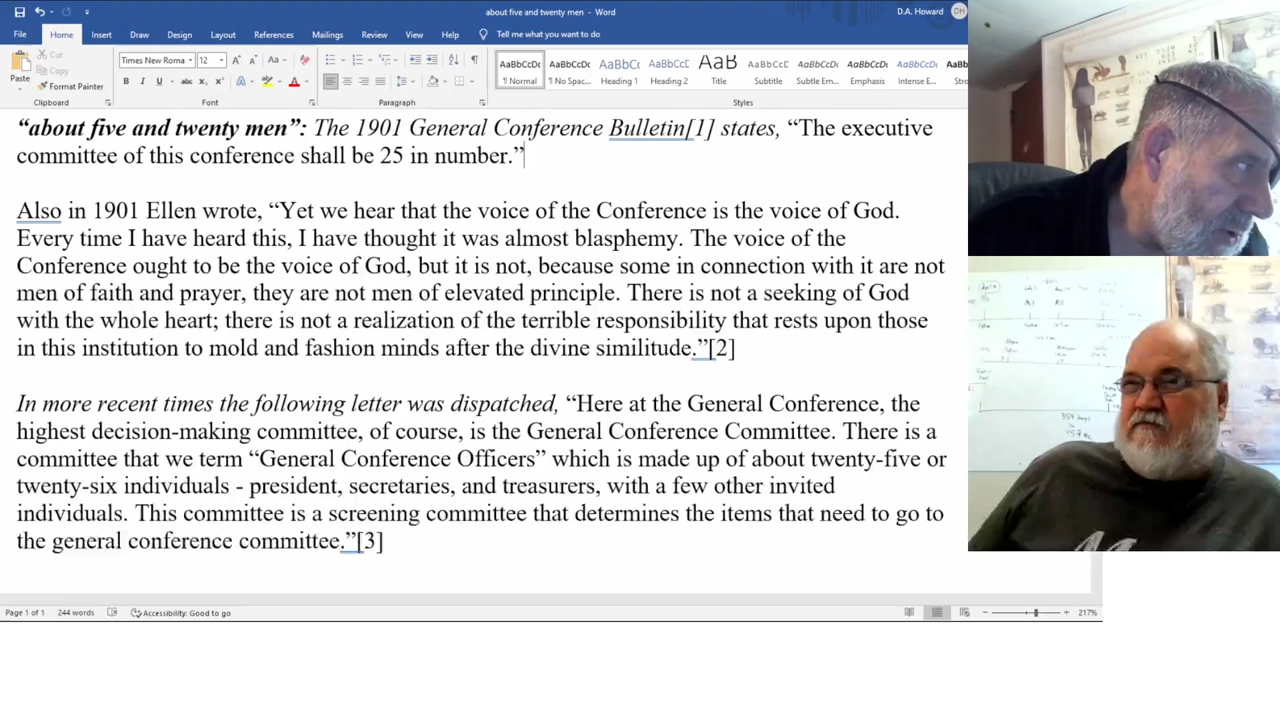 about five and twenty men - Word
D.A. Howard
DH
File Home Insert Draw Design Layout References Mailings Review View Help Tell me what you want to do
Paste
Cut
Copy
Format Painter
Times New Roma 12
Clipboard Font Paragraph Styles
AaBbCcDc AaBbCcDc AaBbC AaBbCcC AaB AaBbCcD AaBbCcDt AaBbCcDt AaBbCcDt AaBbC
Normal No Spac... Heading 1 Heading 2 Title Subtitle Subtle Em... Emphasis Intense E... Stro
“about five and twenty men”: The 1901 General Conference Bulletin[1] states, “The executive
committee of this conference shall be 25 in number.”
Also in 1901 Ellen wrote, “Yet we hear that the voice of the Conference is the voice of God.
Every time I have heard this, I have thought it was almost blasphemy. The voice of the
Conference ought to be the voice of God, but it is not, because some in connection with it are not
men of faith and prayer, they are not men of elevated principle. There is not a seeking of God
with the whole heart; there is not a realization of the terrible responsibility that rests upon those
in this institution to mold and fashion minds after the divine similitude.”[2]
In more recent times the following letter was dispatched, “Here at the General Conference, the
highest decision-making committee, of course, is the General Conference Committee. There is a
committee that we term “General Conference Officers” which is made up of about twenty-five or
twenty-six individuals - president, secretaries, and treasurers, with a few other invited
individuals. This committee is a screening committee that determines the items that need to go to
the general conference committee.”[3]
Page 1 of 1 244 words Accessibility: Good to go 217%